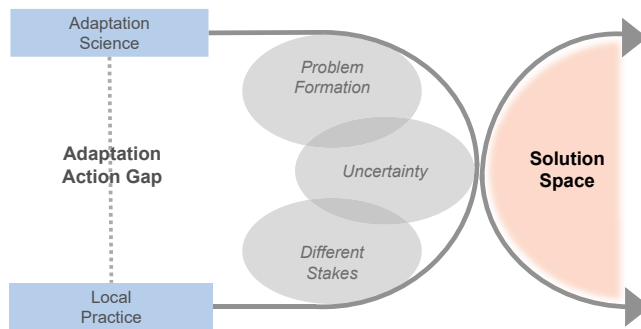 Adaptation
Science
Problem
Formation
Adaptation
Action Gap
Uncertainty
Solution
Space
Different
Stakes
Local
Practice